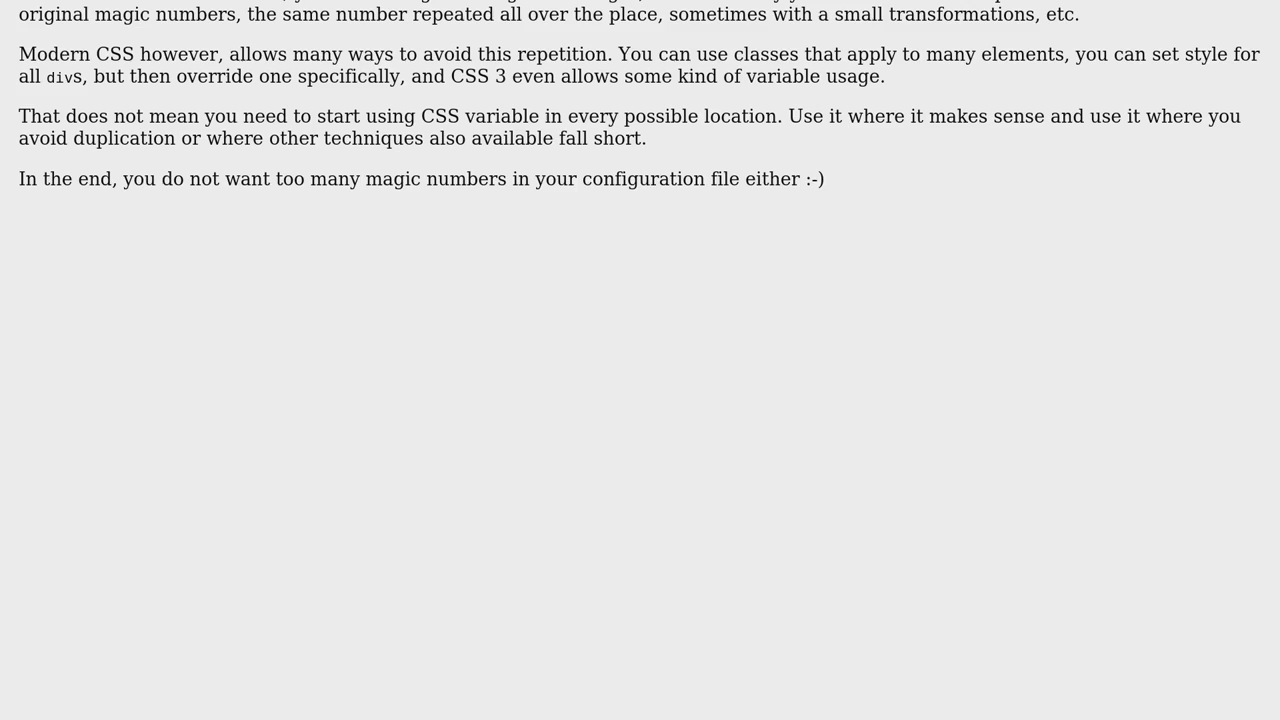 original magic numbers, the same number repeated all over the place, sometimes with a small transformations, etc.
Modern CSS however, allows many ways to avoid this repetition. You can use classes that apply to many elements, you can set style for
all divs, but then override one specifically, and CSS 3 even allows some kind of variable usage.
That does not mean you need to start using CSS variable in every possible location. Use it where it makes sense and use it where you
avoid duplication or where other techniques also available fall short.
In the end, you do not want too many magic numbers in your configuration file either :-)